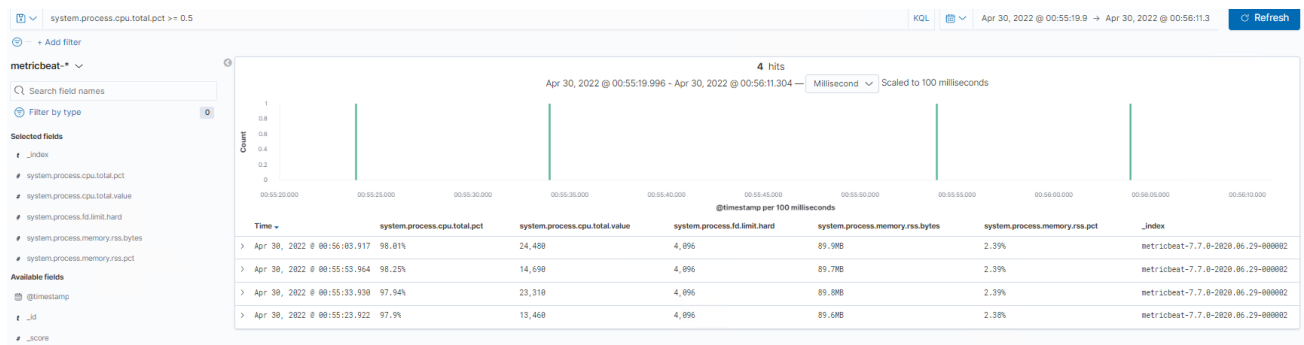 system.process.cpu.total.pct >= 0.5
KQL
Apr 30, 2022 @ 00:55:19.9 → Apr 30, 2022 @ 00:56:11.3
Refresh
+ Add filter
metricbeat-*
Search field names
Filter by type 0
Selected fields
t _index
# system.process.cpu.total.pct
# system.process.cpu.total.value
# system.process.fd.limit.hard
# system.process.memory.rss.bytes
# system.process.memory.rss.pct
Available fields
@timestamp
t _id
# _score
4 hits
Apr 30, 2022 @ 00:55:19.996 - Apr 30, 2022 @ 00:56:11.304 — Millisecond Scaled to 100 milliseconds
Count
1
0.8
0.6
0.4
0.2
0
00:55:20.000 00:55:25.000 00:55:30.000 00:55:35.000 00:55:40.000 00:55:45.000 00:55:50.000 00:55:55.000 00:56:00.000 00:56:05.000 00:56:10.000
@timestamp per 100 milliseconds
Time system.process.cpu.total.pct system.process.cpu.total.value system.process.fd.limit.hard system.process.memory.rss.bytes system.process.memory.rss.pct _index
> Apr 30, 2022 @ 00:56:03.917 98.01% 24,480 4,096 89.9MB 2.39% metricbeat-7.7.0-2020.06.29-000002
> Apr 30, 2022 @ 00:55:53.964 98.25% 14,690 4,096 89.7MB 2.39% metricbeat-7.7.0-2020.06.29-000002
> Apr 30, 2022 @ 00:55:33.930 97.94% 23,310 4,096 89.8MB 2.39% metricbeat-7.7.0-2020.06.29-000002
> Apr 30, 2022 @ 00:55:23.922 97.9% 13,460 4,096 89.6MB 2.38% metricbeat-7.7.0-2020.06.29-000002